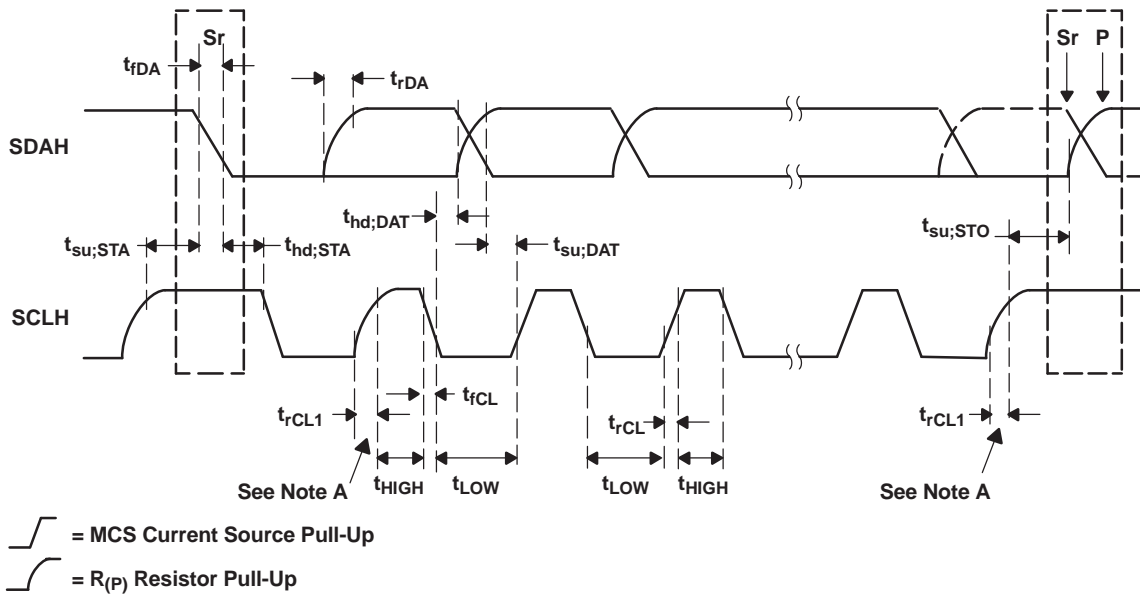 Sr
Sr P
tfDA
trDA
SDAH
thd;DAT
tsu;STA
thd;STA
tsu;DAT
tsu;STO
SCLH
tfCL
trCL1
trCL
trCL1
tHIGH
tLOW
tLOW
tHIGH
See Note A
See Note A
= MCS Current Source Pull-Up
= R(P) Resistor Pull-Up